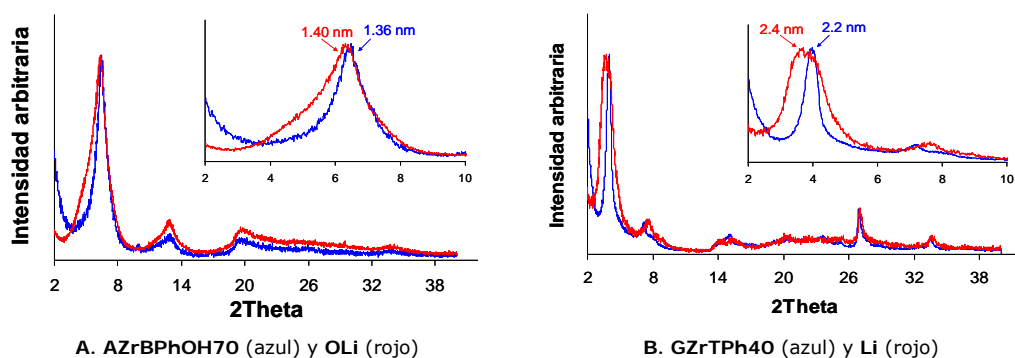 1.40 nm
1.36 nm
2 4 6 8 10
Intensidad arbitraria
2 8 14 20 26 32 38
2Theta
A. AZrBPhOH70 (azul) y OLi (rojo)
2.4 nm
2.2 nm
2 4 6 8 10
Intensidad arbitraria
2 8 14 20 26 32 38
2Theta
B. GZrTPh40 (azul) y Li (rojo)